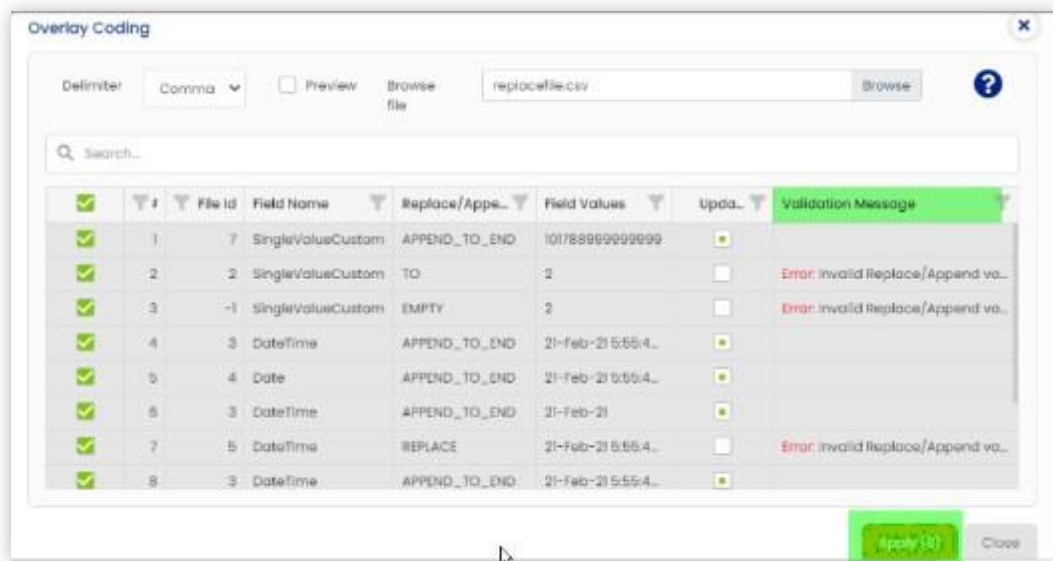 Overlay Coding
Delimiter Comma Preview Browse file replacefile.csv Browse
Search...
# File Id Field Name Replace/Appe... Field Values Upda... Validation Message
1 7 SingleValueCustom APPEND_TO_END
2 2 SingleValueCustom TO 2 Error: Invalid Replace/Append va...
3 -1 SingleValueCustom EMPTY 2 Error: Invalid Replace/Append va...
4 3 DateTime APPEND_TO_END 21-Feb-21 5:55:4...
5 4 Date APPEND_TO_END 21-Feb-21 5:55:4...
6 3 DateTime APPEND_TO_END 21-Feb-21
7 5 DateTime REPLACE 21-Feb-21 5:55:4... Error: Invalid Replace/Append va...
8 3 DateTime APPEND_TO_END 21-Feb-21 5:55:4...
Apply Close